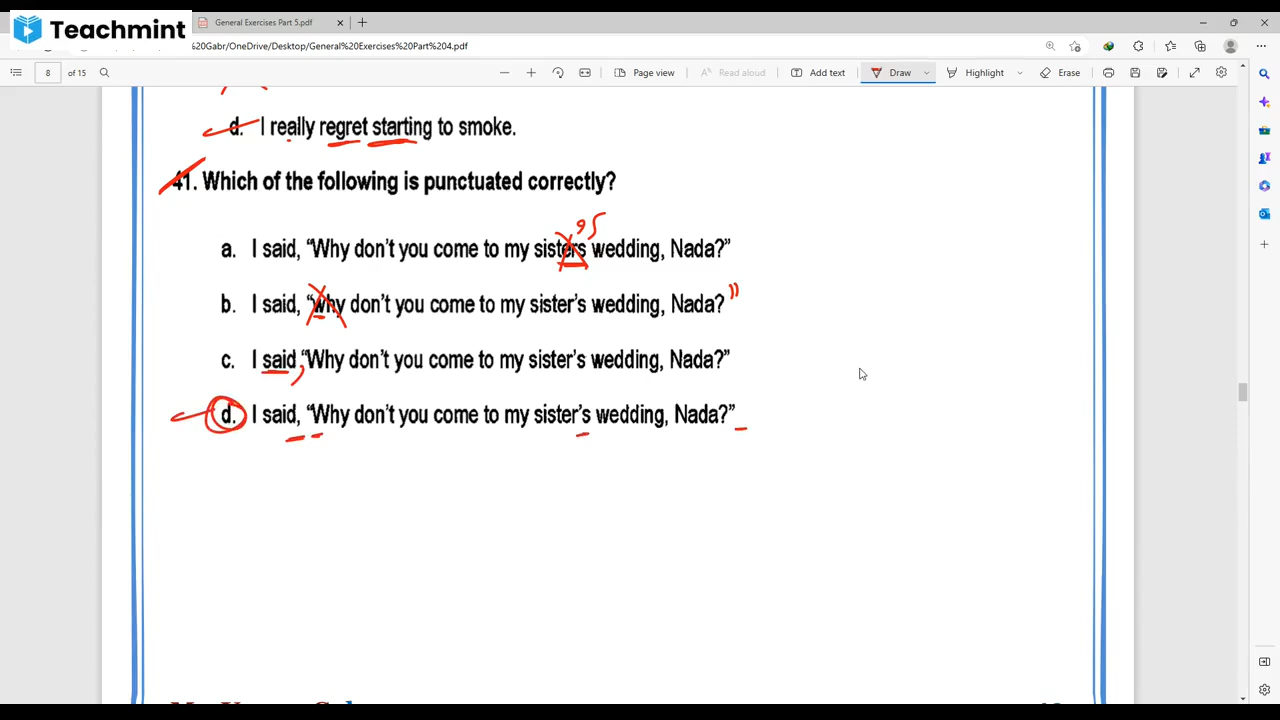 General Exercises Part 5.pdf
Teachmint
%20Gabr/OneDrive/Desktop/General%20Exercises%20Part%204.pdf
8 of 15 Page view Read aloud Add text Draw Highlight Erase
d. I really regret starting to smoke.
41. Which of the following is punctuated correctly?
's
a. I said, “Why don’t you come to my sisters wedding, Nada?”
b. I said, “why don’t you come to my sister’s wedding, Nada? "
c. I said , “Why don’t you come to my sister’s wedding, Nada?”
d. I said, “Why don’t you come to my sister’s wedding, Nada?”